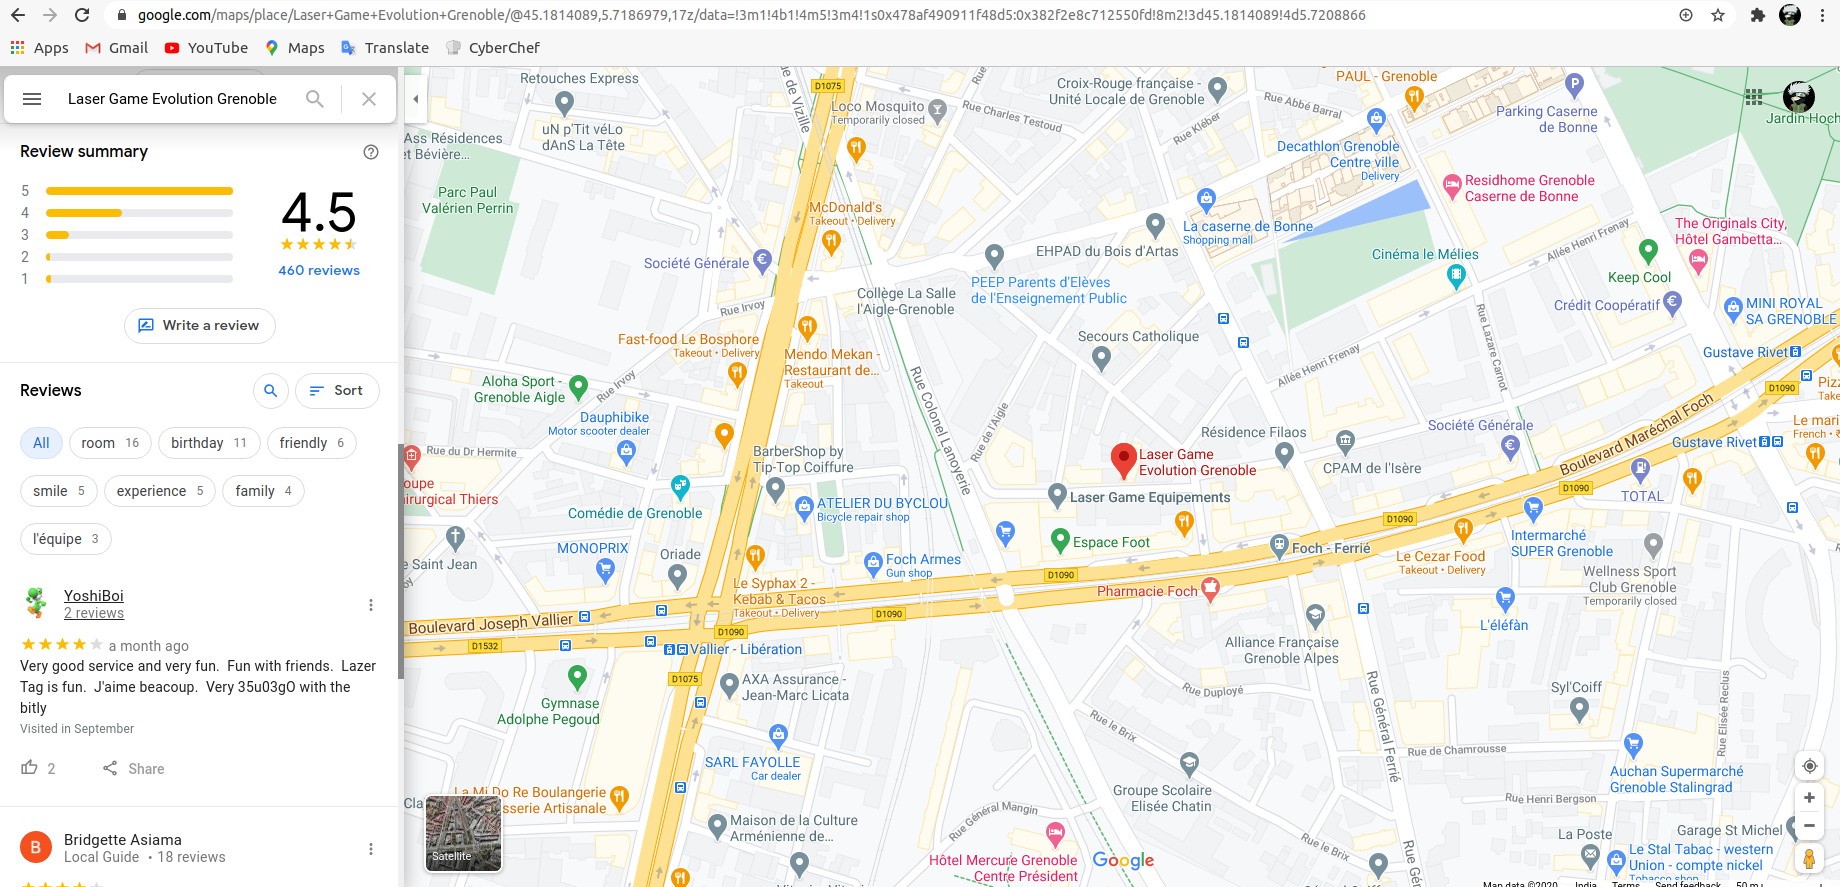 google.com/maps/place/Laser+Game+Evolution+Grenoble/@45.1814089,5.7186979,17z/data=!3m1!4b1!4m5!3m4!1s0x478af490911f48d5:0x382f2e8c712550fd!8m2!3d45.1814089!4d5.7208866
Apps
Gmail
YouTube
Maps
Translate
CyberChef
Laser Game Evolution Grenoble
Review summary
5
4
3
2
1
4.5
460 reviews
Write a review
Reviews
Sort
All
room 16
birthday 11
friendly 6
smile 5
experience 5
family 4
l'équipe 3
YoshiBoi
2 reviews
a month ago
Very good service and very fun. Fun with friends. Lazer
Tag is fun. J'aime beacoup. Very 35u03gO with the
bitly
Visited in September
2
Share
B
Bridgette Asiama
Local Guide • 18 reviews
Retouches Express
uN p'Tit véLo
dAnS La Tête
Ass Résidences
et Bévière...
Parc Paul
Valérien Perrin
D1075
Loco Mosquito
Temporarily closed
Rue Charles Testoud
Croix-Rouge française -
Unité Locale de Grenoble
Rue Kléber
Rue Abbé Barral
PAUL - Grenoble
Parking Caserne
de Bonne
Jardin Hoch
Decathlon Grenoble
Centre ville
Delivery
Residhome Grenoble
Caserne de Bonne
McDonald's
Takeout • Delivery
La caserne de Bonne
Shopping mall
The Originals City,
Hôtel Gambetta...
Société Générale
EHPAD du Bois d'Artas
Cinéma le Mélies
Allée Henri Frenay
Keep Cool
PEEP Parents d'Elèves
de l'Enseignement Public
Collège La Salle
l'Aigle-Grenoble
Crédit Coopératif
MINI ROYAL
SA GRENOBLE
Rue Irvoy
Fast-food Le Bosphore
Takeout • Delivery
Mendo Mekan -
Restaurant de...
Takeout
Secours Catholique
Rue Lazare Carnot
Allée Henri Frenay
Gustave Rivet
Aloha Sport -
Grenoble Aigle
Rue Irvoy
Rue Colonel Lanoyerie
Rue de l'Aigle
D1090
Pizz
Take
Dauphibike
Motor scooter dealer
Boulevard Maréchal Foch
Société Générale
Le mari
French •
Gustave Rivet
Rue du Dr Hermite
BarberShop by
Tip-Top Coiffure
Résidence Filaos
Laser Game
Evolution Grenoble
CPAM de l'Isère
oupe
irurgical Thiers
Laser Game Equipements
D1090
TOTAL
Comédie de Grenoble
ATELIER DU BYCLOU
Bicycle repair shop
D1090
Intermarché
SUPER Grenoble
MONOPRIX
Oriade
Foch Armes
Gun shop
Espace Foot
Foch - Ferrié
Le Cezar Food
Takeout • Delivery
e Saint Jean
D1090
Pharmacie Foch
Wellness Sport
Club Grenoble
Temporarily closed
Le Syphax 2 -
Kebab & Tacos
Takeout • Delivery
D1090
Boulevard Joseph Vallier
D1090
D1532
Vallier - Libération
L'éléfàn
Alliance Française
Grenoble Alpes
D1075
AXA Assurance -
Jean-Marc Licata
Rue Duployé
Rue Général Ferrié
Syl'Coiff
Rue Elisée Reclus
Gymnase
Adolphe Pegoud
Rue le Brix
Rue de Chamrousse
SARL FAYOLLE
Car dealer
Groupe Scolaire
Elisée Chatin
Auchan Supermarché
Grenoble Stalingrad
La Mi Do Re Boulangerie
sserie Artisanale
Cla
Rue Général Mangin
Rue Henri Bergson
Maison de la Culture
Arménienne de...
Rue le Brix
La Poste
Garage St Michel
Satellite
Hôtel Mercure Grenoble
Centre Président
Google
Le Stal Tabac - western
Union - compte nickel
Tobacco shop
Map data ©2020
India
Terms
Send feedback
50 m